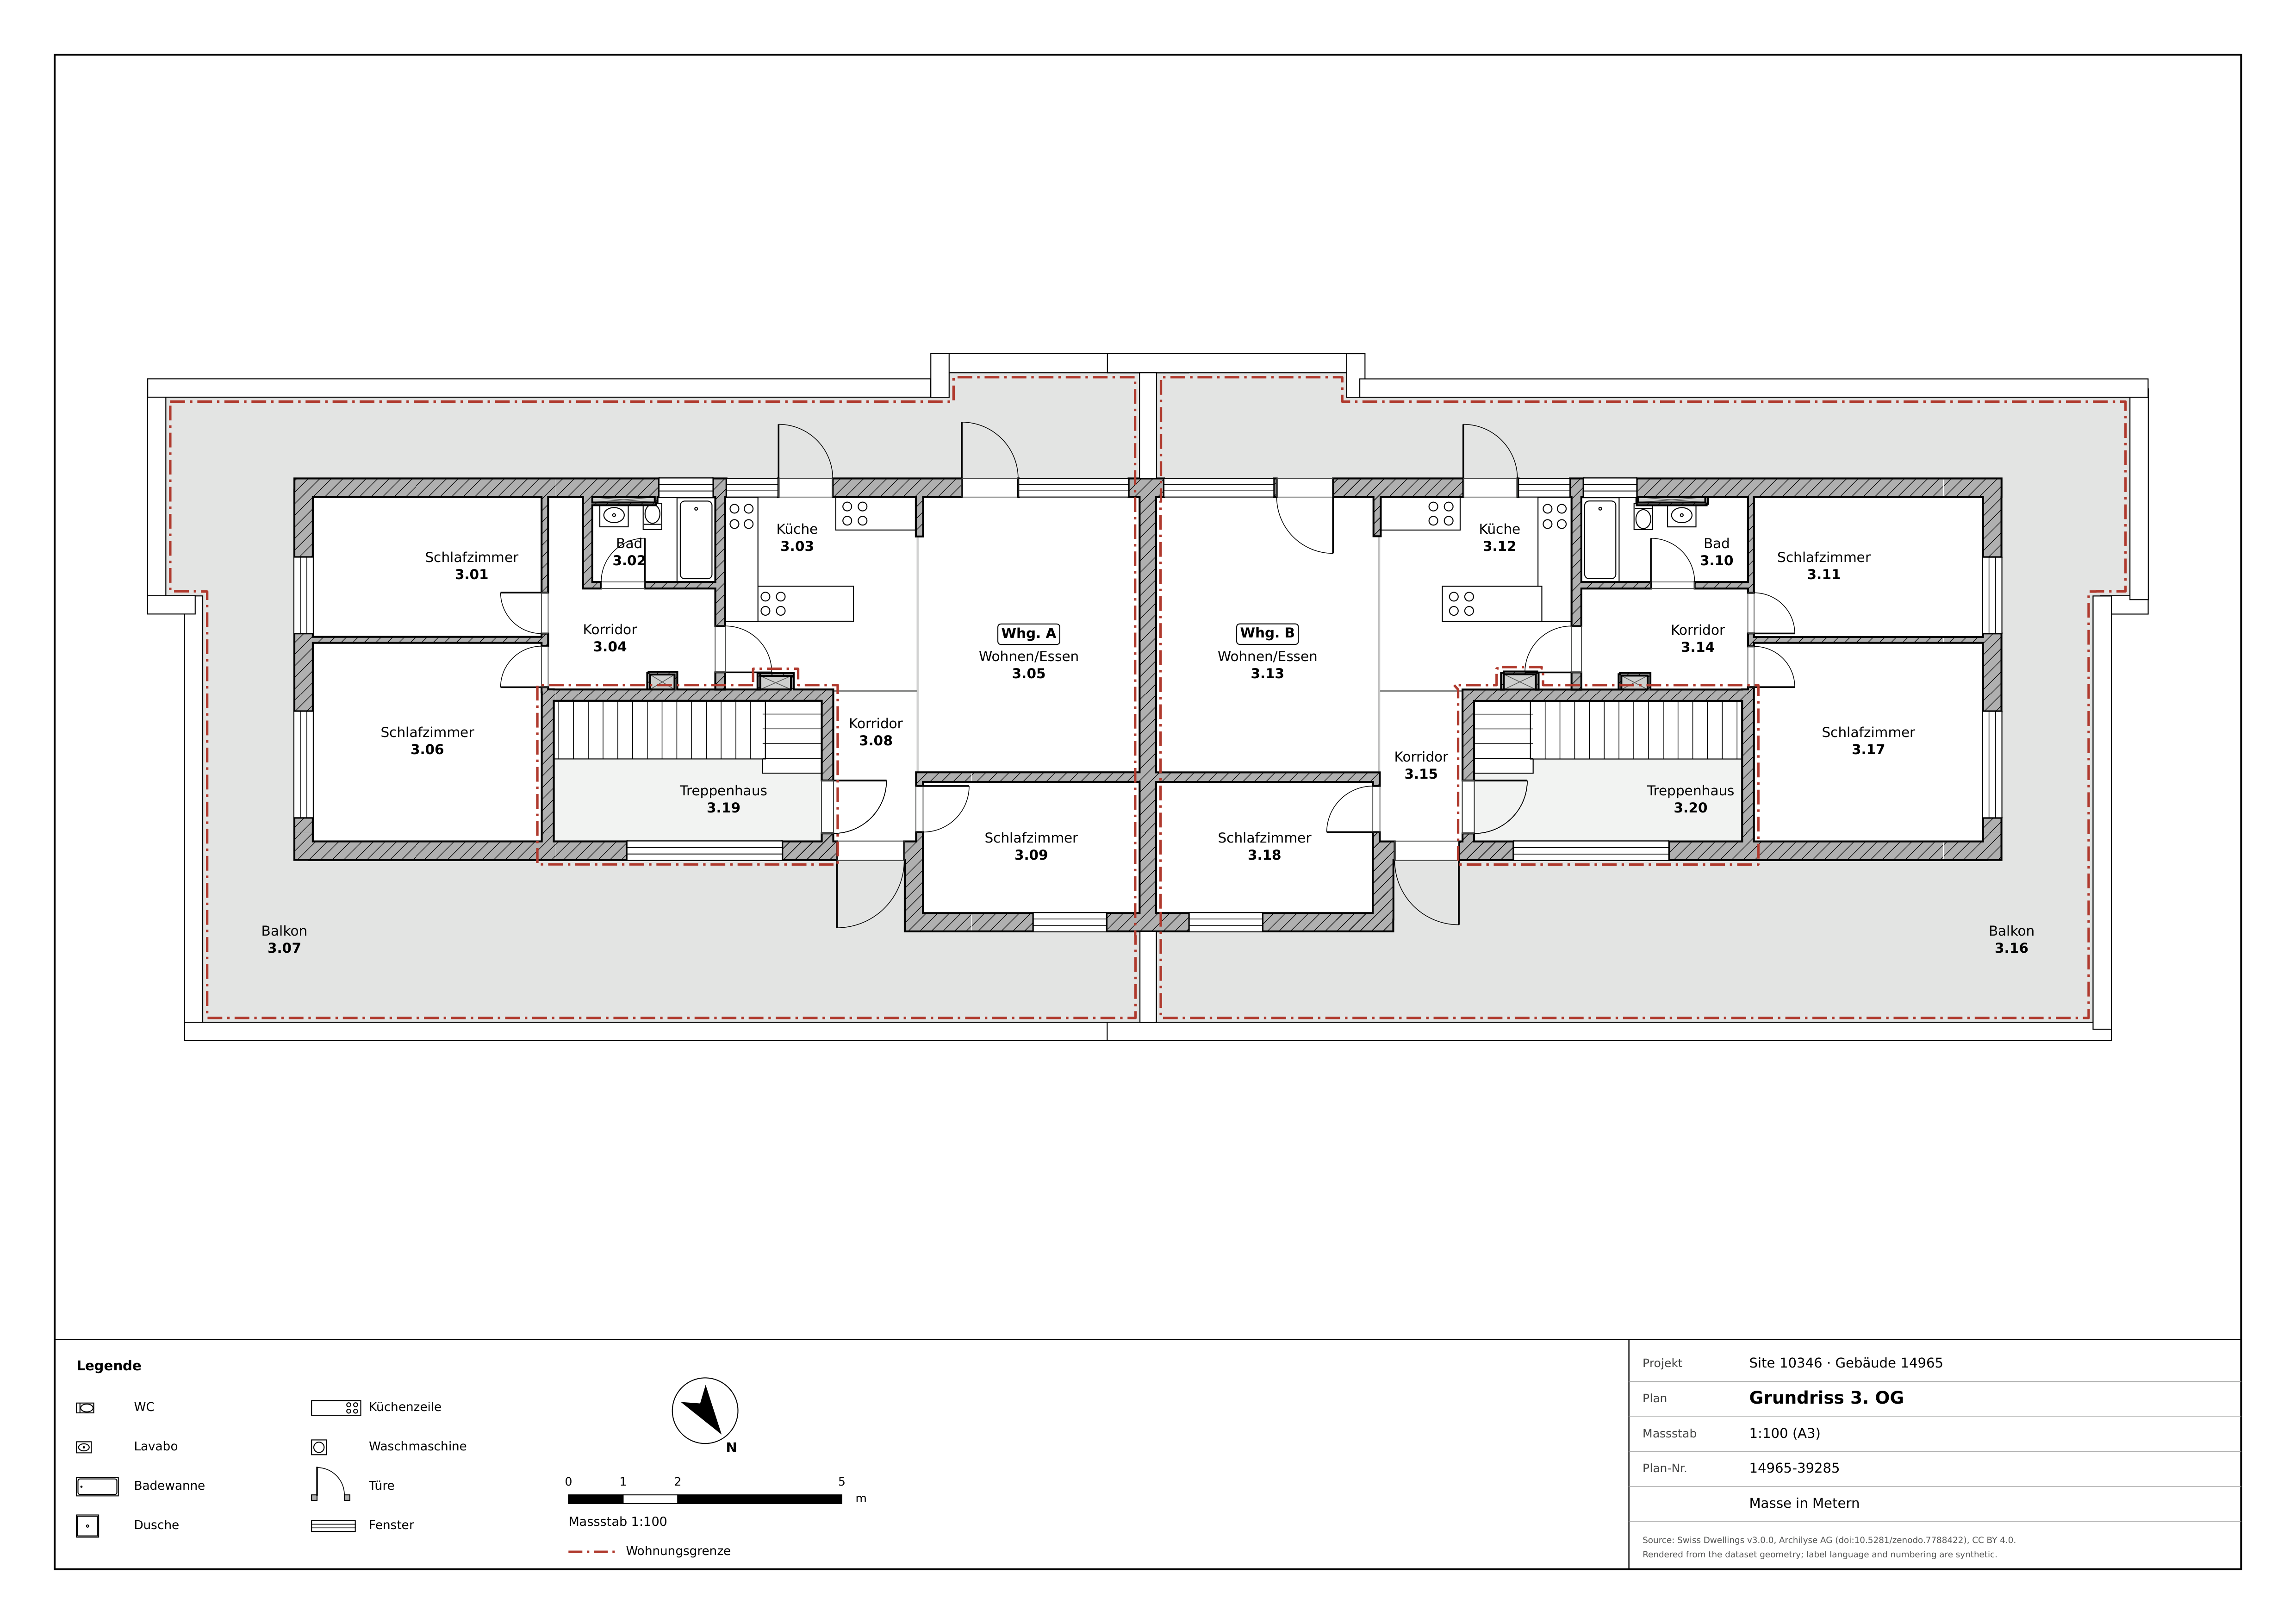 Küche
3.03
Küche
3.12
Bad
3.02
Bad
3.10
Schlafzimmer
3.01
Schlafzimmer
3.11
Korridor
3.04
Whg. A
Wohnen/Essen
3.05
Whg. B
Wohnen/Essen
3.13
Korridor
3.14
Schlafzimmer
3.06
Korridor
3.08
Korridor
3.15
Schlafzimmer
3.17
Treppenhaus
3.19
Treppenhaus
3.20
Schlafzimmer
3.09
Schlafzimmer
3.18
Balkon
3.07
Balkon
3.16
Legende
WC
Lavabo
Badewanne
Dusche
Küchenzeile
Waschmaschine
Türe
Fenster
N
0 1 2 5
m
Massstab 1:100
Wohnungsgrenze
Projekt Site 10346 · Gebäude 14965
Plan Grundriss 3. OG
Massstab 1:100 (A3)
Plan-Nr. 14965-39285
Masse in Metern
Source: Swiss Dwellings v3.0.0, Archilyse AG (doi:10.5281/zenodo.7788422), CC BY 4.0.
Rendered from the dataset geometry; label language and numbering are synthetic.